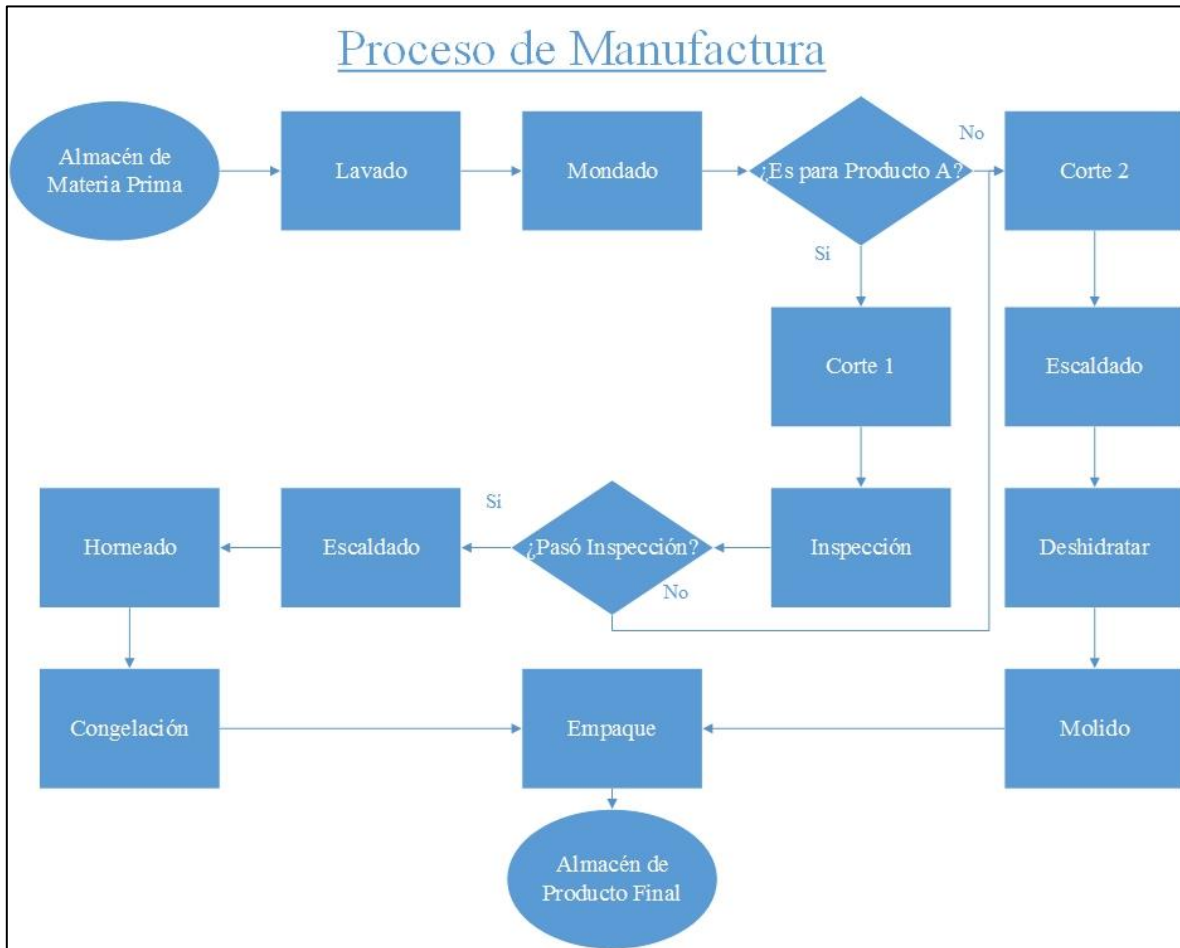 Proceso de Manufactura
Almacén de
Materia Prima
Lavado
Mondado
¿Es para Producto A?
No
Corte 2
Si
Corte 1
Escaldado
Horneado
Escaldado
Si
¿Pasó Inspección?
No
Inspección
Deshidratar
Congelación
Empaque
Molido
Almacén de
Producto Final